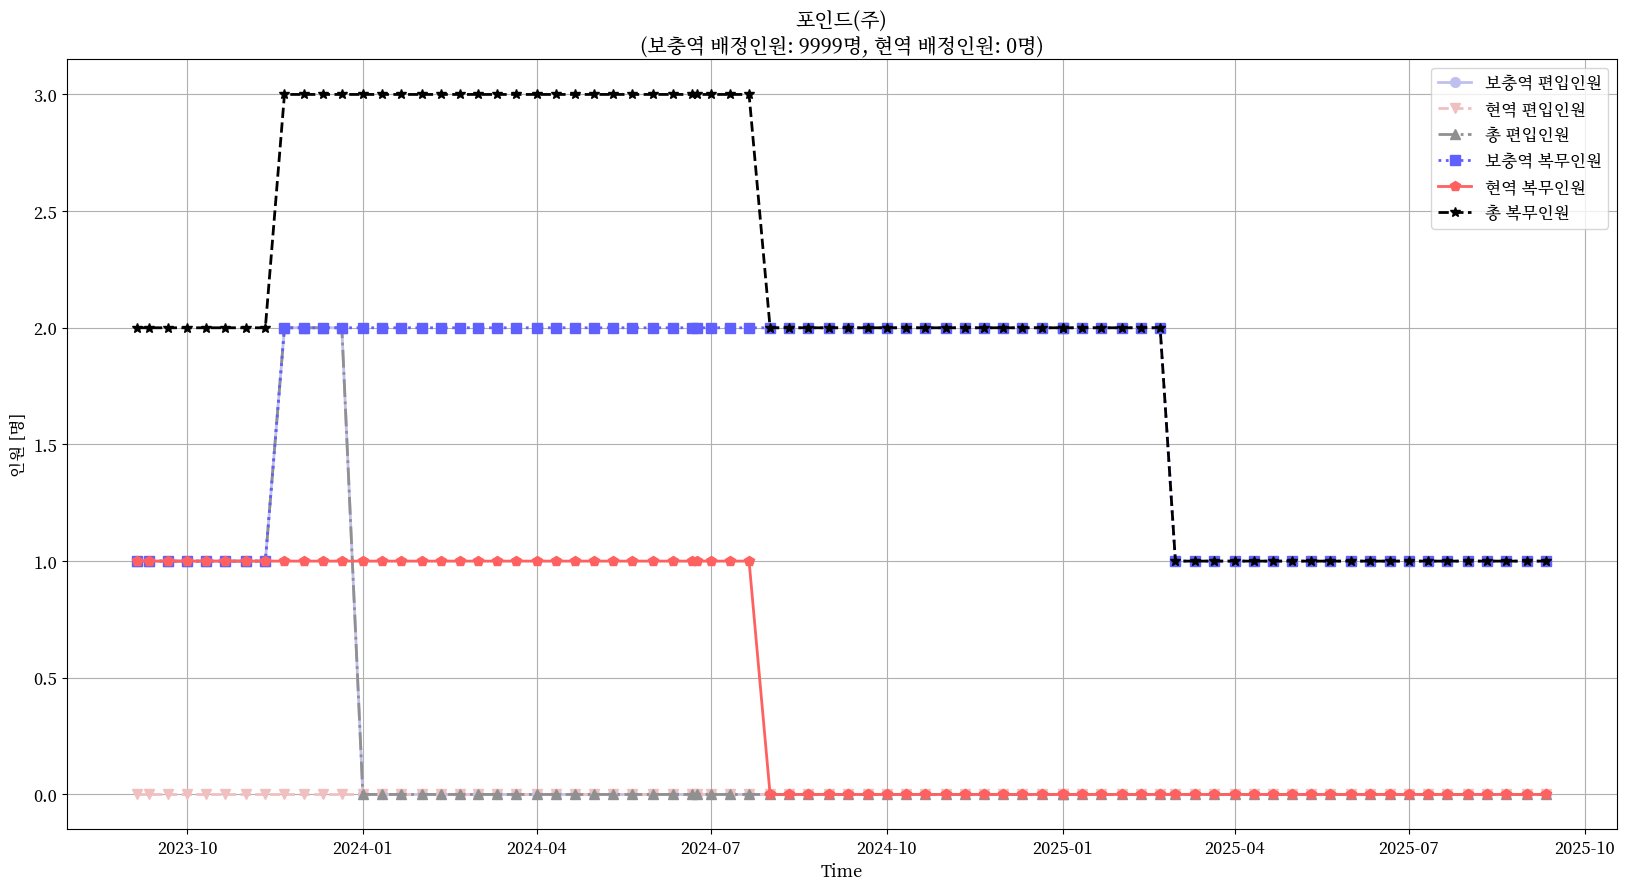 포인드(주)
(보충역 배정인원: 9999명, 현역 배정인원: 0명)
보충역 편입인원
현역 편입인원
총 편입인원
보충역 복무인원
현역 복무인원
총 복무인원
3.0
2.5
2.0
1.5
1.0
0.5
0.0
인원 [명]
2023-10 2024-01 2024-04 2024-07 2024-10 2025-01 2025-04 2025-07 2025-10
Time